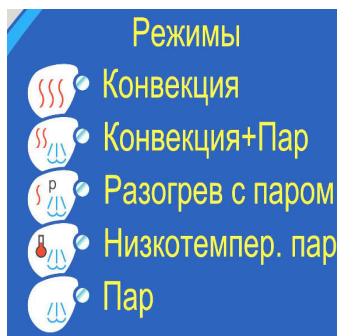 Режимы
Конвекция
Конвекция+Пар
р
Разогрев с паром
Низкотемпер. пар
Пар